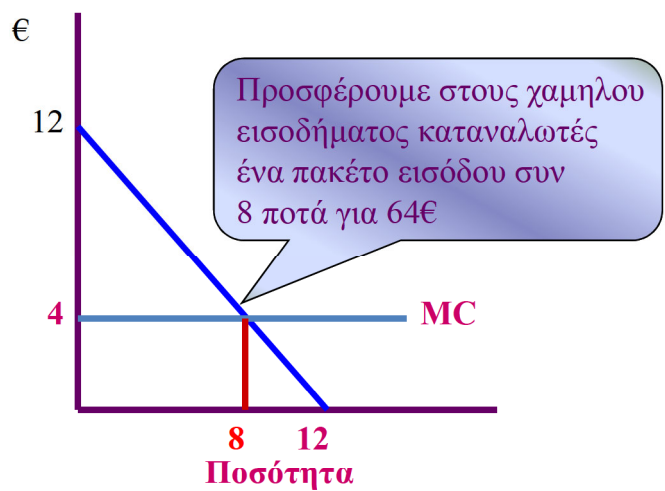 €
12
Προσφέρουμε στους χαμηλου
εισοδήματος καταναλωτές
ένα πακέτο εισόδου συν
8 ποτά για 64€
4
MC
8
12
Ποσότητα